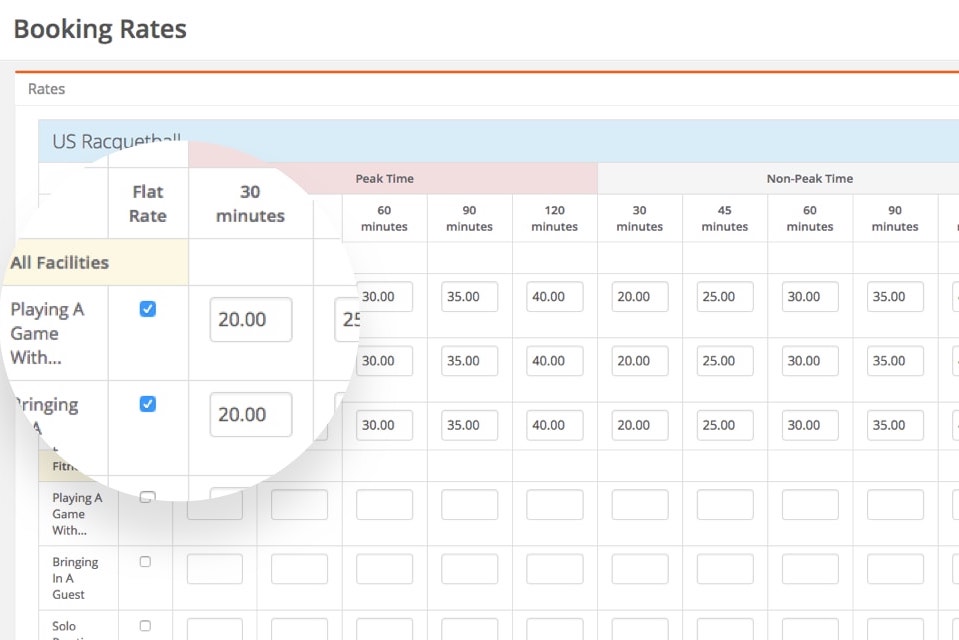 Booking Rates
Rates
US Racquetball
Peak Time Non-Peak Time
Flat Rate 30 minutes 60 minutes 90 minutes 120 minutes 30 minutes 45 minutes 60 minutes 90 minutes
All Facilities
Playing A Game With... 20.00 30.00 35.00 40.00 20.00 25.00 30.00 35.00
30.00 35.00 40.00 20.00 25.00 30.00 35.00
Bringing A 20.00 30.00 35.00 40.00 20.00 25.00 30.00 35.00
Playing A
Game
With...
Bringing
In A
Guest
Solo